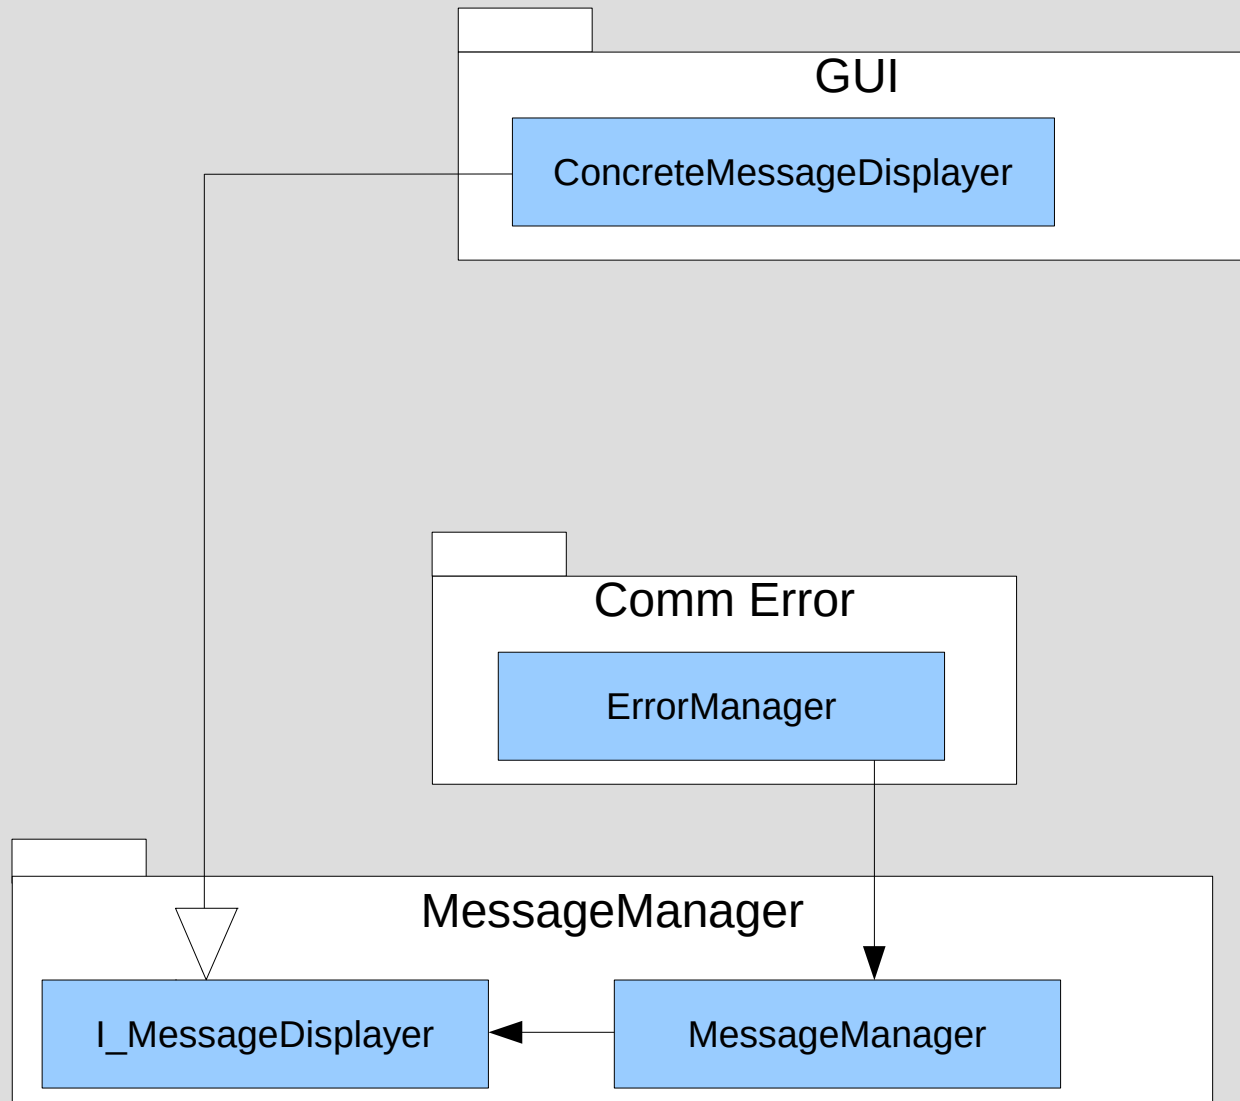 GUI
ConcreteMessageDisplayer
Comm Error
ErrorManager
MessageManager
I_MessageDisplayer
MessageManager